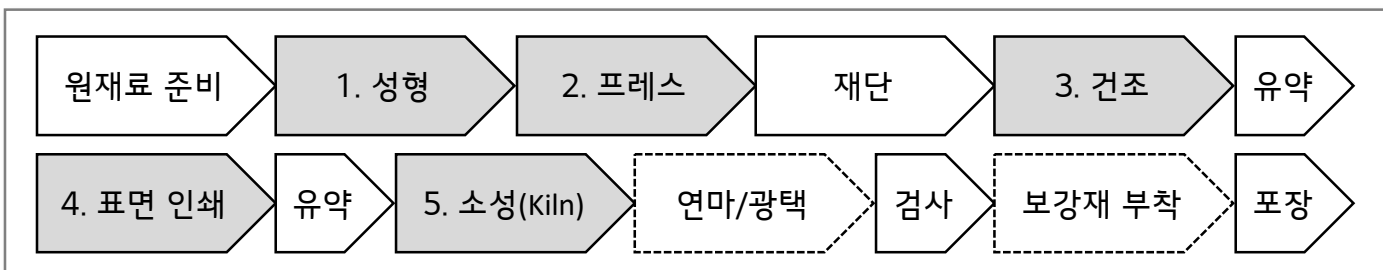 원재료 준비 1. 성형 2. 프레스 재단 3. 건조 유약
4. 표면 인쇄 유약 5. 소성(Kiln) 연마/광택 검사 보강재 부착 포장